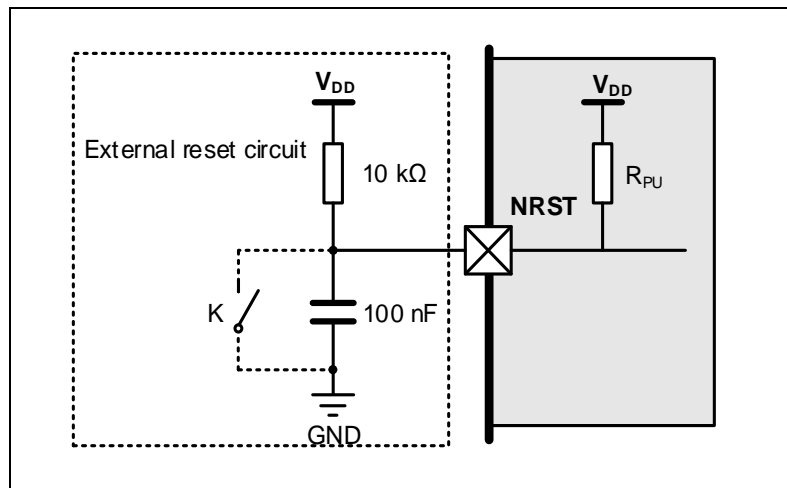 V_DD
V_DD
External reset circuit
10 kΩ
R_PU
NRST
K
100 nF
GND